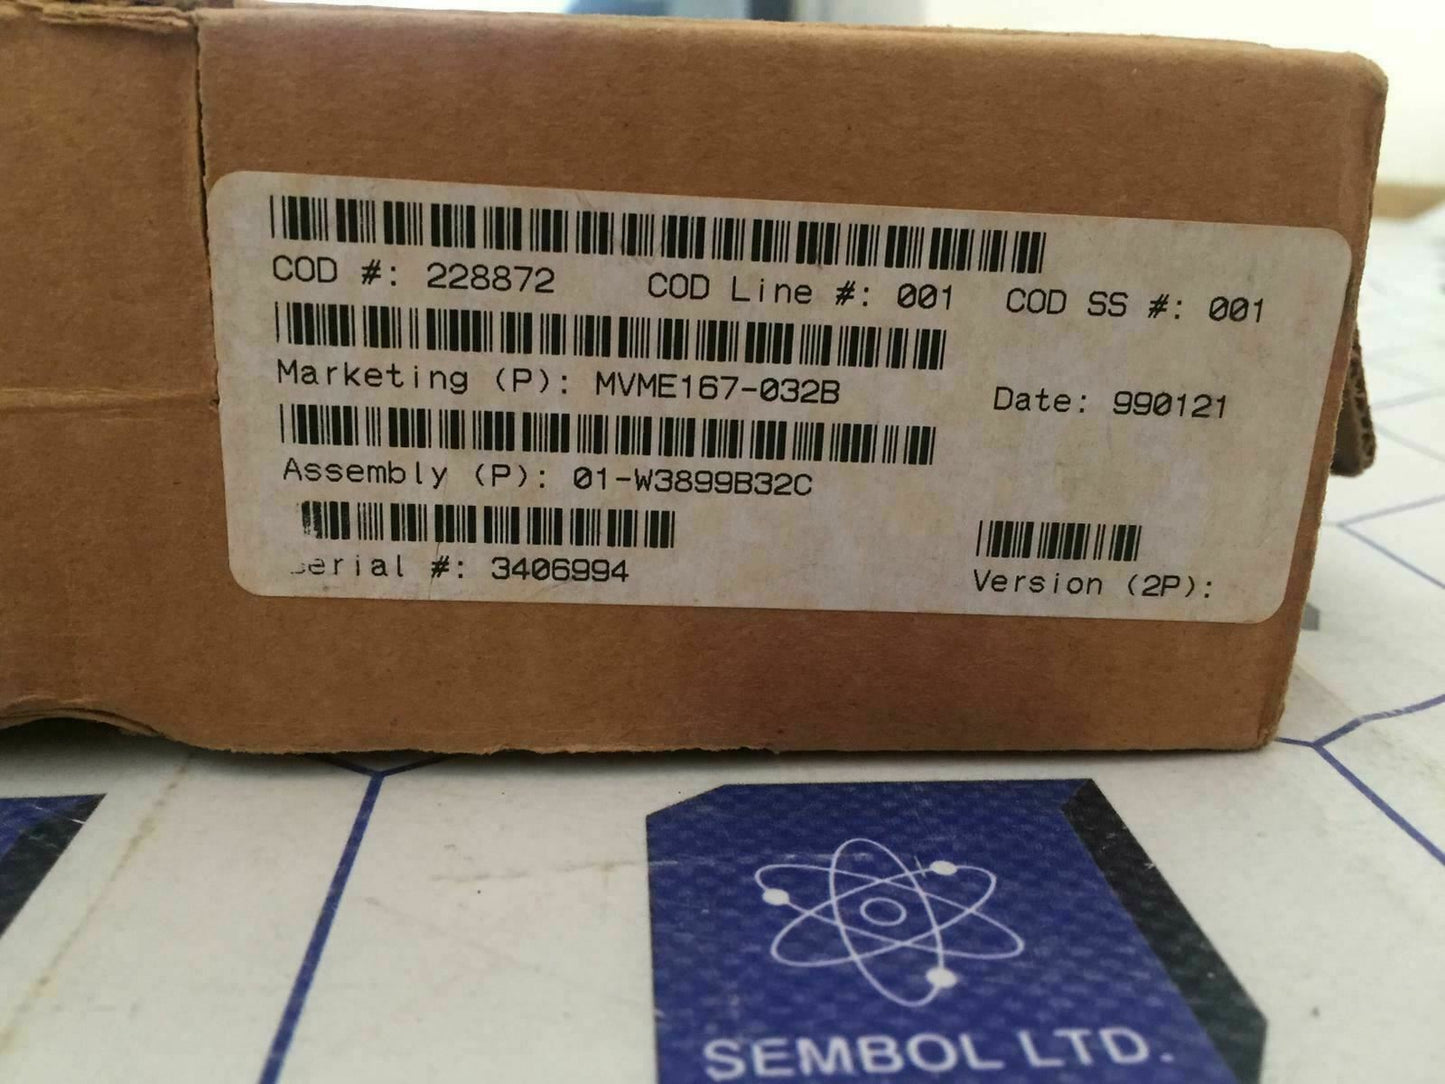 COD #: 228872 COD Line #: 001 COD SS #: 001
Marketing (P): MVME167-032B Date: 990121
Assembly (P): 01-W3899B32C
Serial #: 3406994 Version (2P):
SEMBOL LTD.